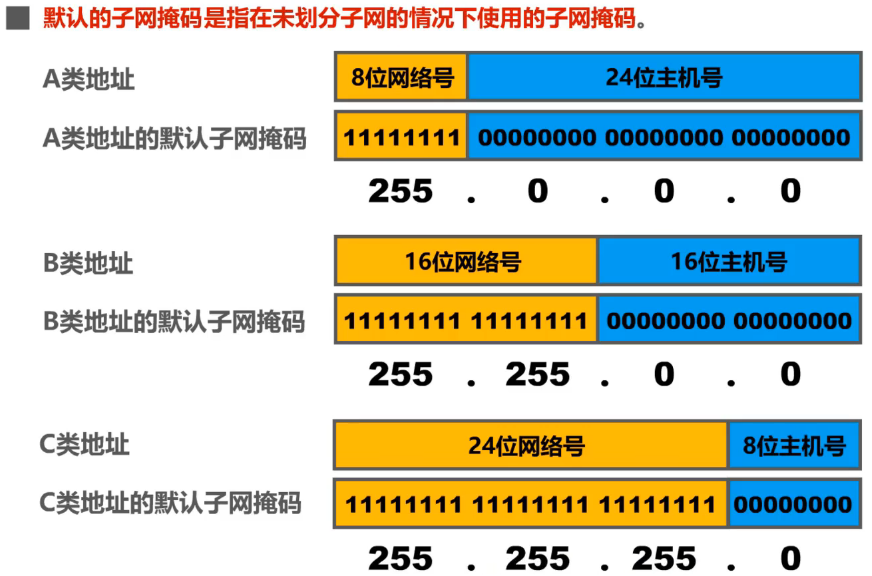 默认的子网掩码是指在未划分子网的情况下使用的子网掩码。
A类地址 8位网络号 24位主机号
A类地址的默认子网掩码 11111111 00000000 00000000 00000000
255 . 0 . 0 . 0
B类地址 16位网络号 16位主机号
B类地址的默认子网掩码 11111111 11111111 00000000 00000000
255 . 255 . 0 . 0
C类地址 24位网络号 8位主机号
C类地址的默认子网掩码 11111111 11111111 11111111 00000000
255 . 255 . 255 . 0